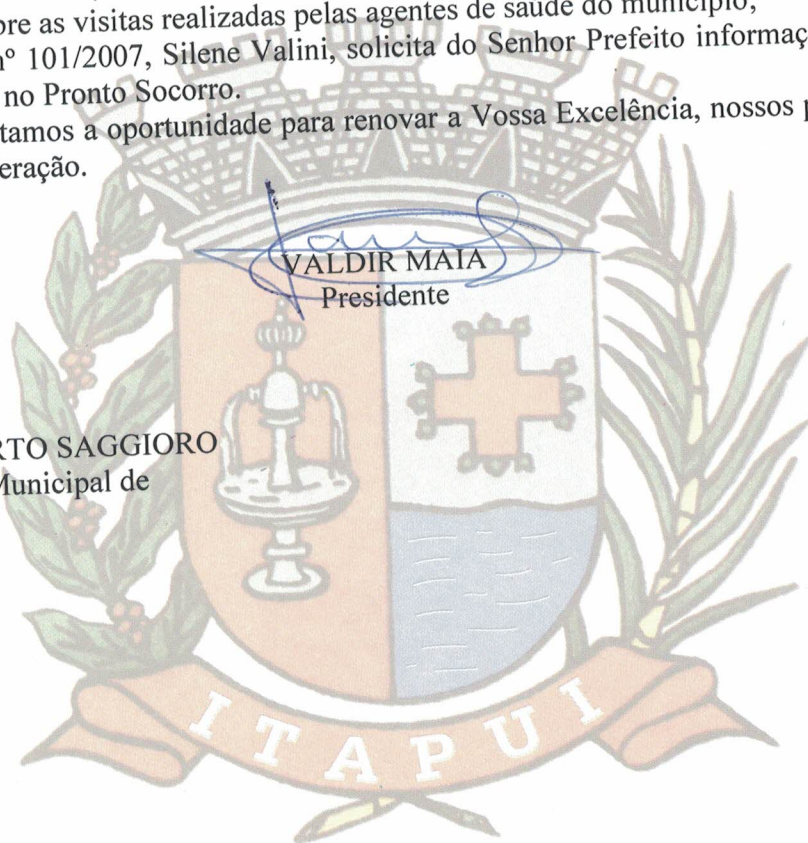 bre as visitas realizadas pelas agentes de saúde do município;
nº 101/2007, Silene Valini, solicita do Senhor Prefeito informaç
no Pronto Socorro.
tamos a oportunidade para renovar a Vossa Excelência, nossos p
eração.
VALDIR MAIA
Presidente
RTO SAGGIORO
Municipal de
ITAPUI